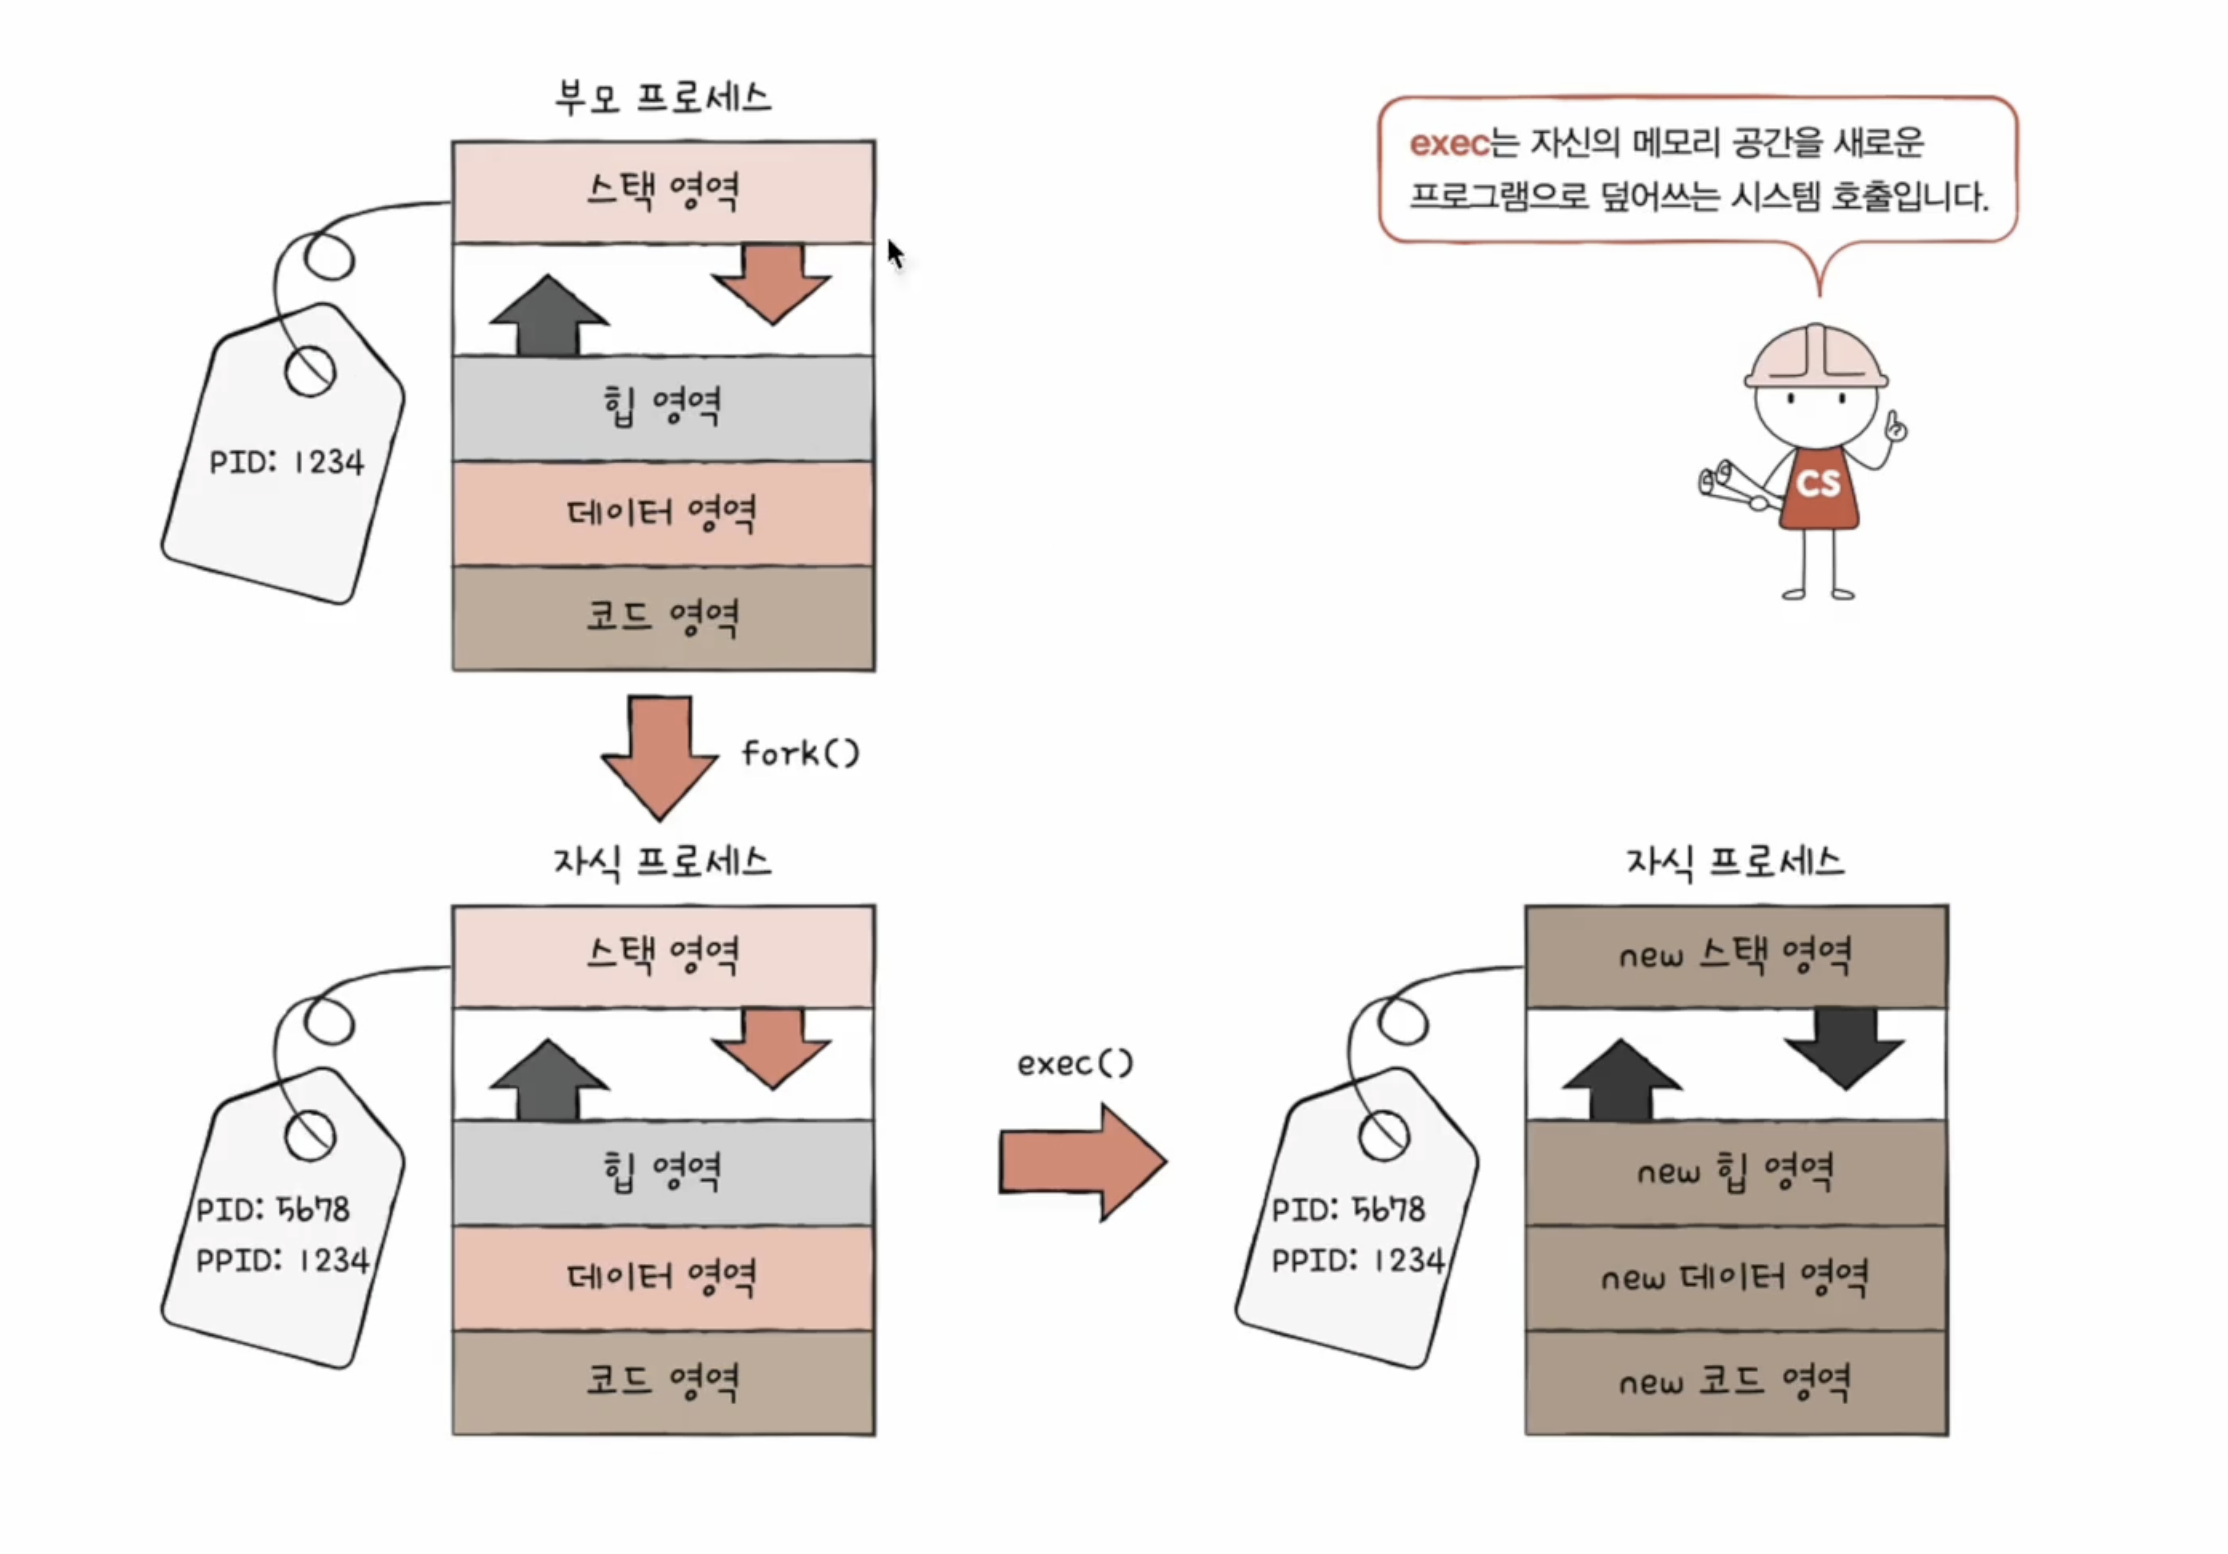 부모 프로세스
스택 영역
힙 영역
데이터 영역
코드 영역
PID: 1234
exec는 자신의 메모리 공간을 새로운
프로그램으로 덮어쓰는 시스템 호출입니다.
CS
fork()
자식 프로세스
스택 영역
힙 영역
데이터 영역
코드 영역
PID: 5678
PPID: 1234
exec()
자식 프로세스
new 스택 영역
new 힙 영역
new 데이터 영역
new 코드 영역
PID: 5678
PPID: 1234